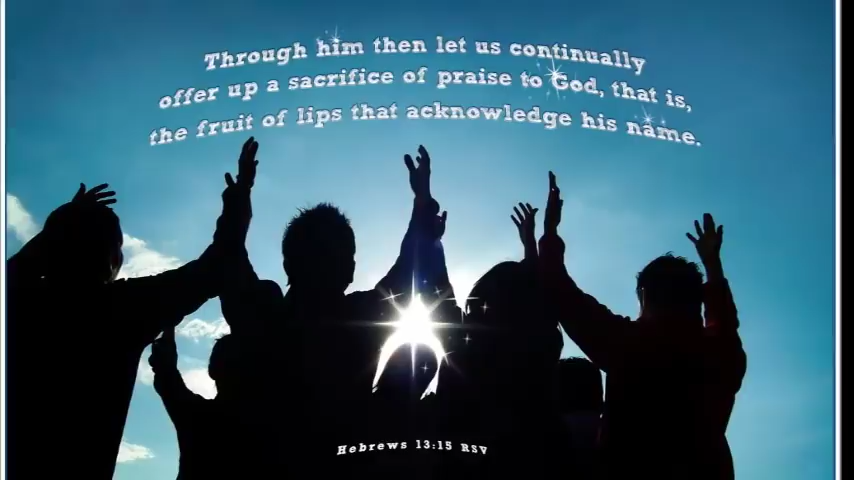 Through him then let us continually
offer up a sacrifice of praise to God, that is,
the fruit of lips that acknowledge his name.
Hebrews 13:15 RSV